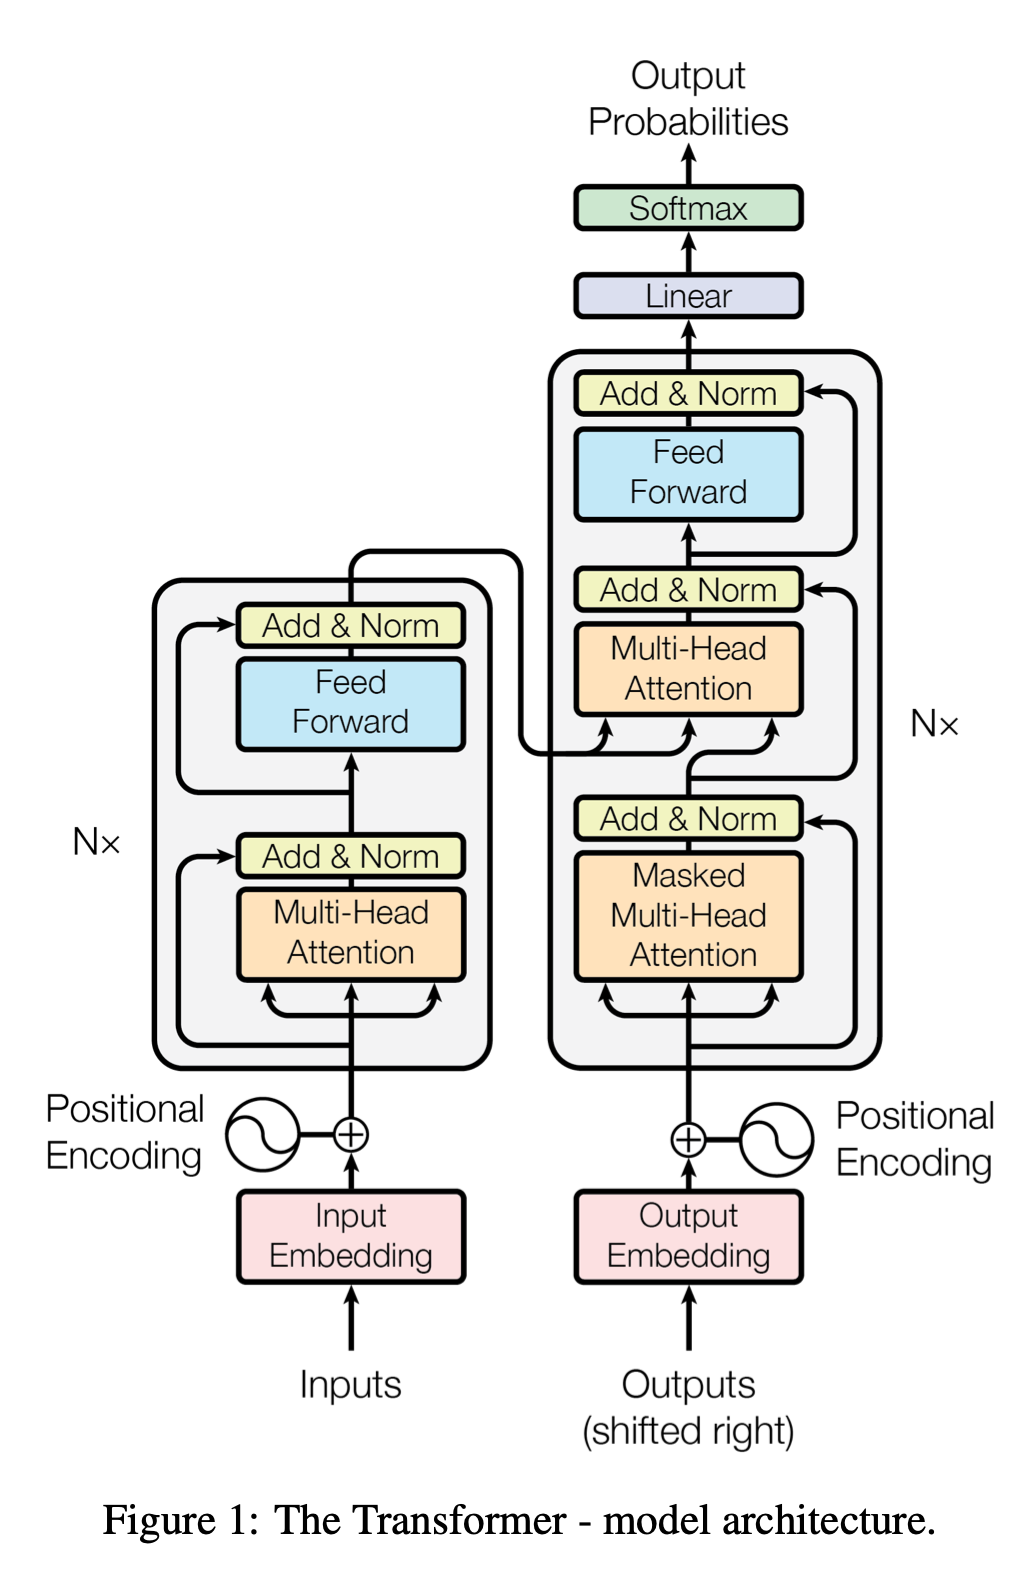 Output
Probabilities
Softmax
Linear
Add & Norm
Feed
Forward
Add & Norm
Multi-Head
Attention
Add & Norm
Masked
Multi-Head
Attention
Nx
Add & Norm
Feed
Forward
Add & Norm
Multi-Head
Attention
Nx
Positional
Encoding
Positional
Encoding
Input
Embedding
Output
Embedding
Inputs
Outputs
(shifted right)
Figure 1: The Transformer - model architecture.